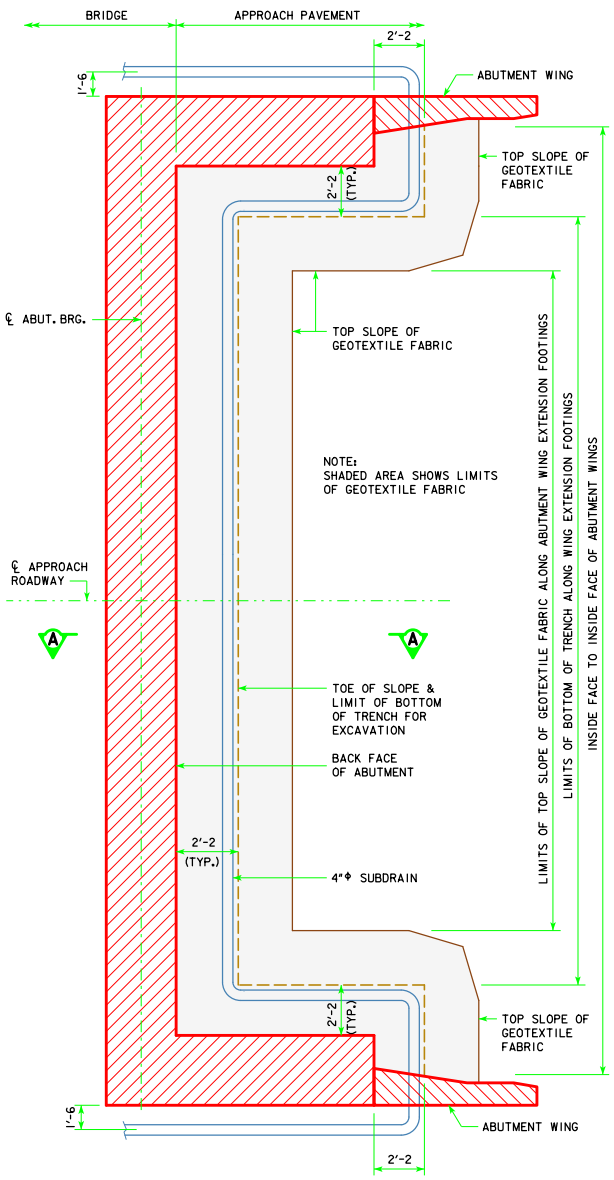 BRIDGE
APPROACH PAVEMENT
2'-2
1'-6
ABUTMENT WING
2'-2
(TYP.)
TOP SLOPE OF
GEOTEXTILE
FABRIC
℄ ABUT. BRG.
TOP SLOPE OF
GEOTEXTILE FABRIC
NOTE:
SHADED AREA SHOWS LIMITS
OF GEOTEXTILE FABRIC
LIMITS OF TOP SLOPE OF GEOTEXTILE FABRIC ALONG ABUTMENT WING EXTENSION FOOTINGS
LIMITS OF BOTTOM OF TRENCH ALONG WING EXTENSION FOOTINGS
INSIDE FACE TO INSIDE FACE OF ABUTMENT WINGS
℄ APPROACH
ROADWAY
A
A
TOE OF SLOPE &
LIMIT OF BOTTOM
OF TRENCH FOR
EXCAVATION
BACK FACE
OF ABUTMENT
2'-2
(TYP.)
4"Φ SUBDRAIN
2'-2
(TYP.)
TOP SLOPE OF
GEOTEXTILE
FABRIC
1'-6
ABUTMENT WING
2'-2